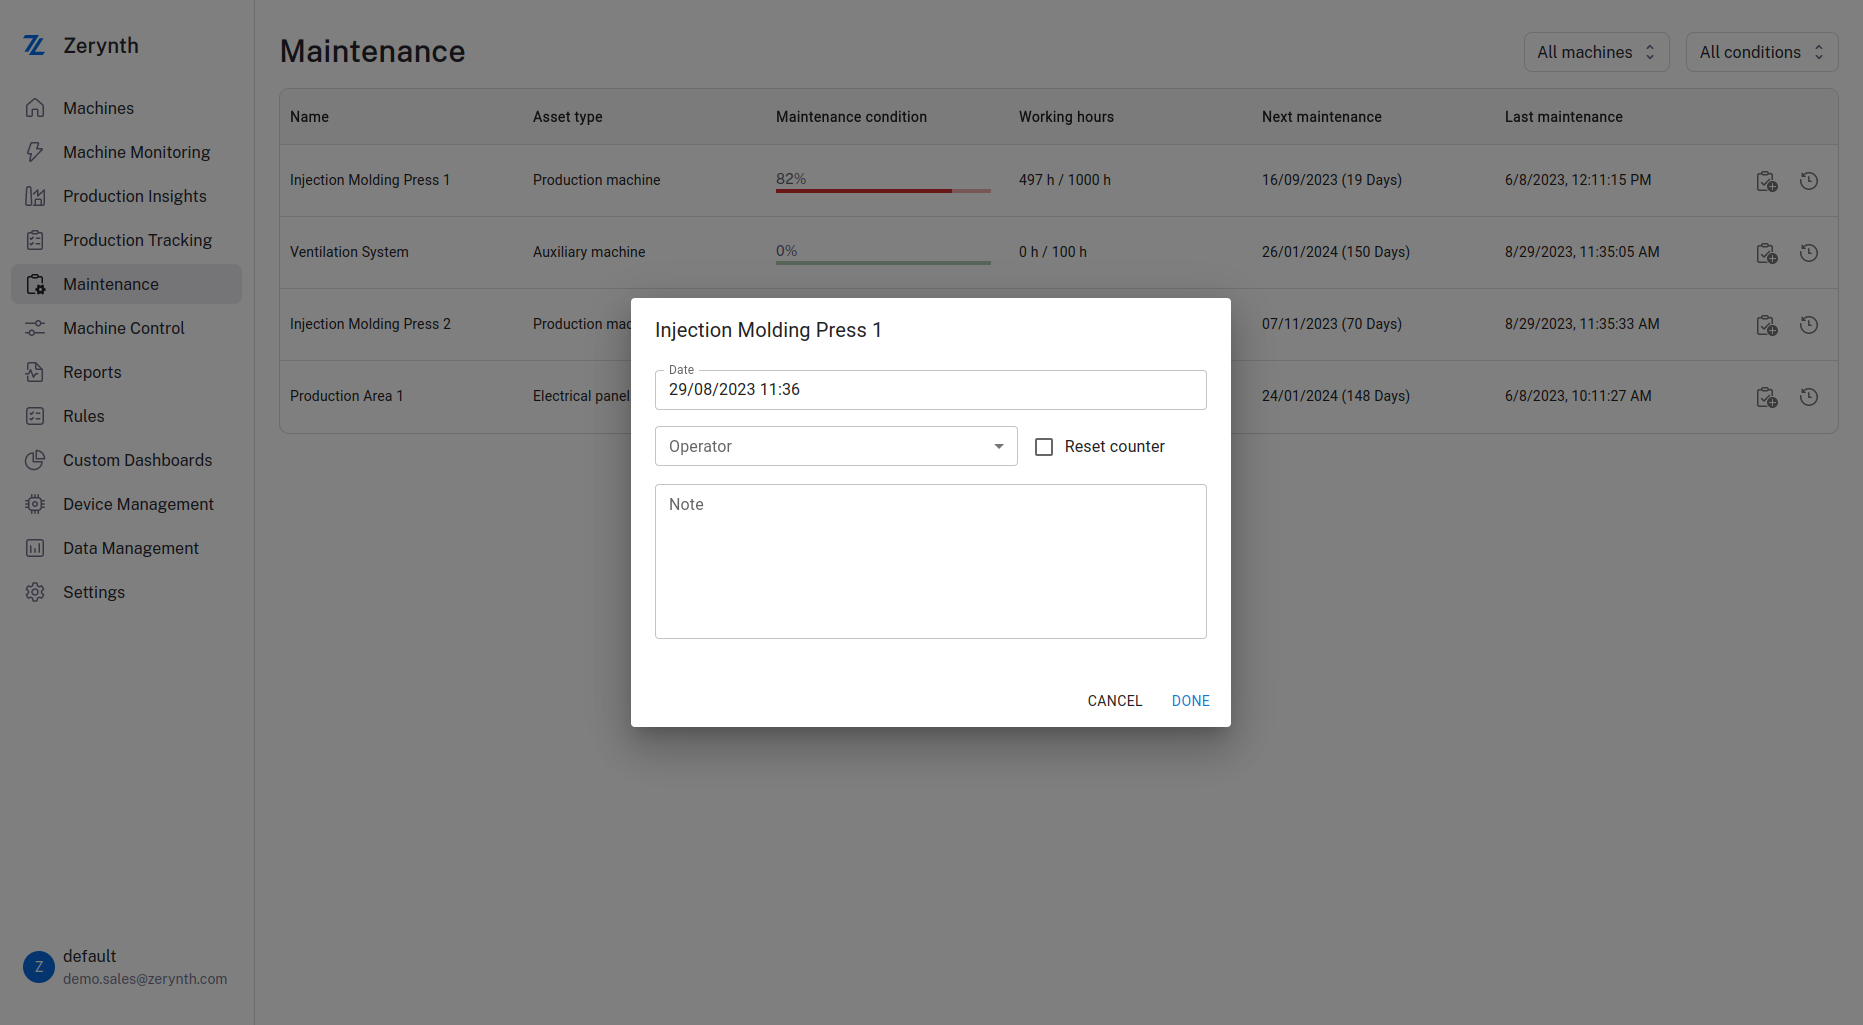 Zerynth
Machines
Machine Monitoring
Production Insights
Production Tracking
Maintenance
Machine Control
Reports
Rules
Custom Dashboards
Device Management
Data Management
Settings
Z
default
demo.sales@zerynth.com
Maintenance
All machines
All conditions
Name Asset type Maintenance condition Working hours Next maintenance Last maintenance
Injection Molding Press 1 Production machine 82% 497 h / 1000 h 16/09/2023 (19 Days) 6/8/2023, 12:11:15 PM
Ventilation System Auxiliary machine 0% 0 h / 100 h 26/01/2024 (150 Days) 8/29/2023, 11:35:05 AM
Injection Molding Press 2 Production mac 07/11/2023 (70 Days) 8/29/2023, 11:35:33 AM
Production Area 1 Electrical panel 24/01/2024 (148 Days) 6/8/2023, 10:11:27 AM
Injection Molding Press 1
Date
29/08/2023 11:36
Operator
Reset counter
Note
CANCEL
DONE